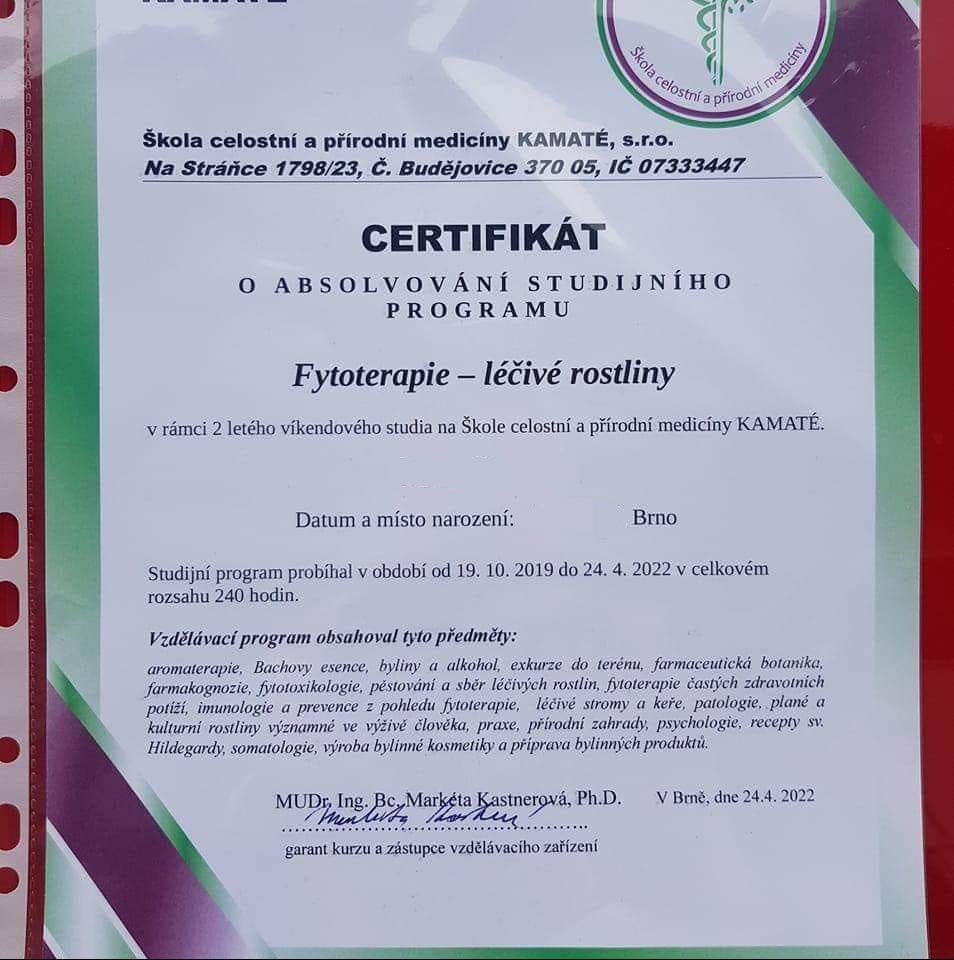 Škola celostní a přírodní medicíny
Škola celostní a přírodní medicíny KAMATÉ, s.r.o.
Na Stráňce 1798/23, Č. Budějovice 370 05, IČ 07333447
CERTIFIKÁT
O ABSOLVOVÁNÍ STUDIJNÍHO
PROGRAMU
Fytoterapie – léčivé rostliny
v rámci 2 letého víkendového studia na Škole celostní a přírodní medicíny KAMATÉ.
Datum a místo narození: Brno
Studijní program probíhal v období od 19. 10. 2019 do 24. 4. 2022 v celkovém
rozsahu 240 hodin.
Vzdělávací program obsahoval tyto předměty:
aromaterapie, Bachovy esence, byliny a alkohol, exkurze do terénu, farmaceutická botanika,
farmakognozie, fytotoxikologie, pěstování a sběr léčivých rostlin, fytoterapie častých zdravotních
potíží, imunologie a prevence z pohledu fytoterapie, léčivé stromy a keře, patologie, plané a
kulturní rostliny významné ve výživě člověka, praxe, přírodní zahrady, psychologie, recepty sv.
Hildegardy, somatologie, výroba bylinné kosmetiky a příprava bylinných produktů.
MUDr. Ing. Bc. Markéta Kastnerová, Ph.D. V Brně, dne 24.4. 2022
garant kurzu a zástupce vzdělávacího zařízení